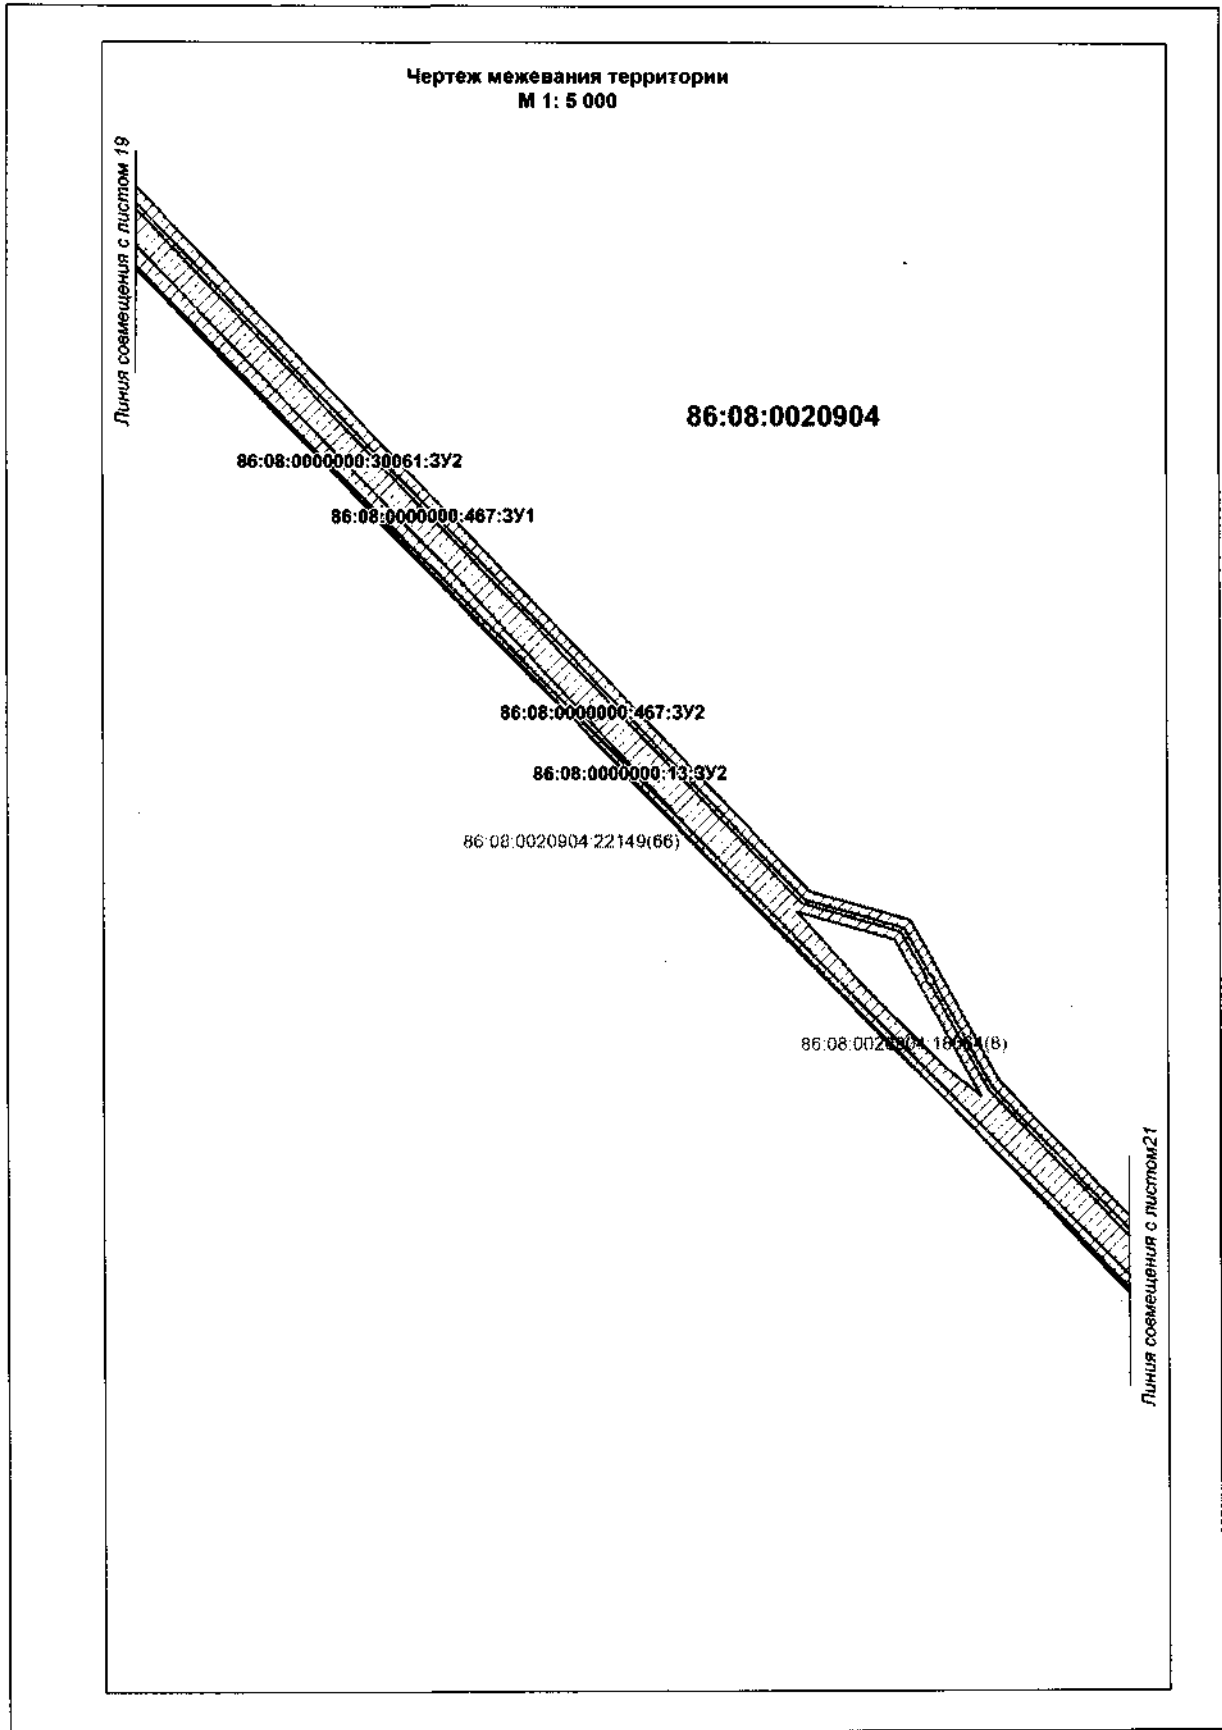 Чертеж межевания территории
М 1: 5 000
Линия совмещения с листом 19
86:08:0020904
86:08:0000000:30061:ЗУ2
86:08:0000000:467:ЗУ1
86:08:0000000:467:ЗУ2
86:08:0000000:13:ЗУ2
86:08:0020904:22149(66)
Линия совмещения с листом21